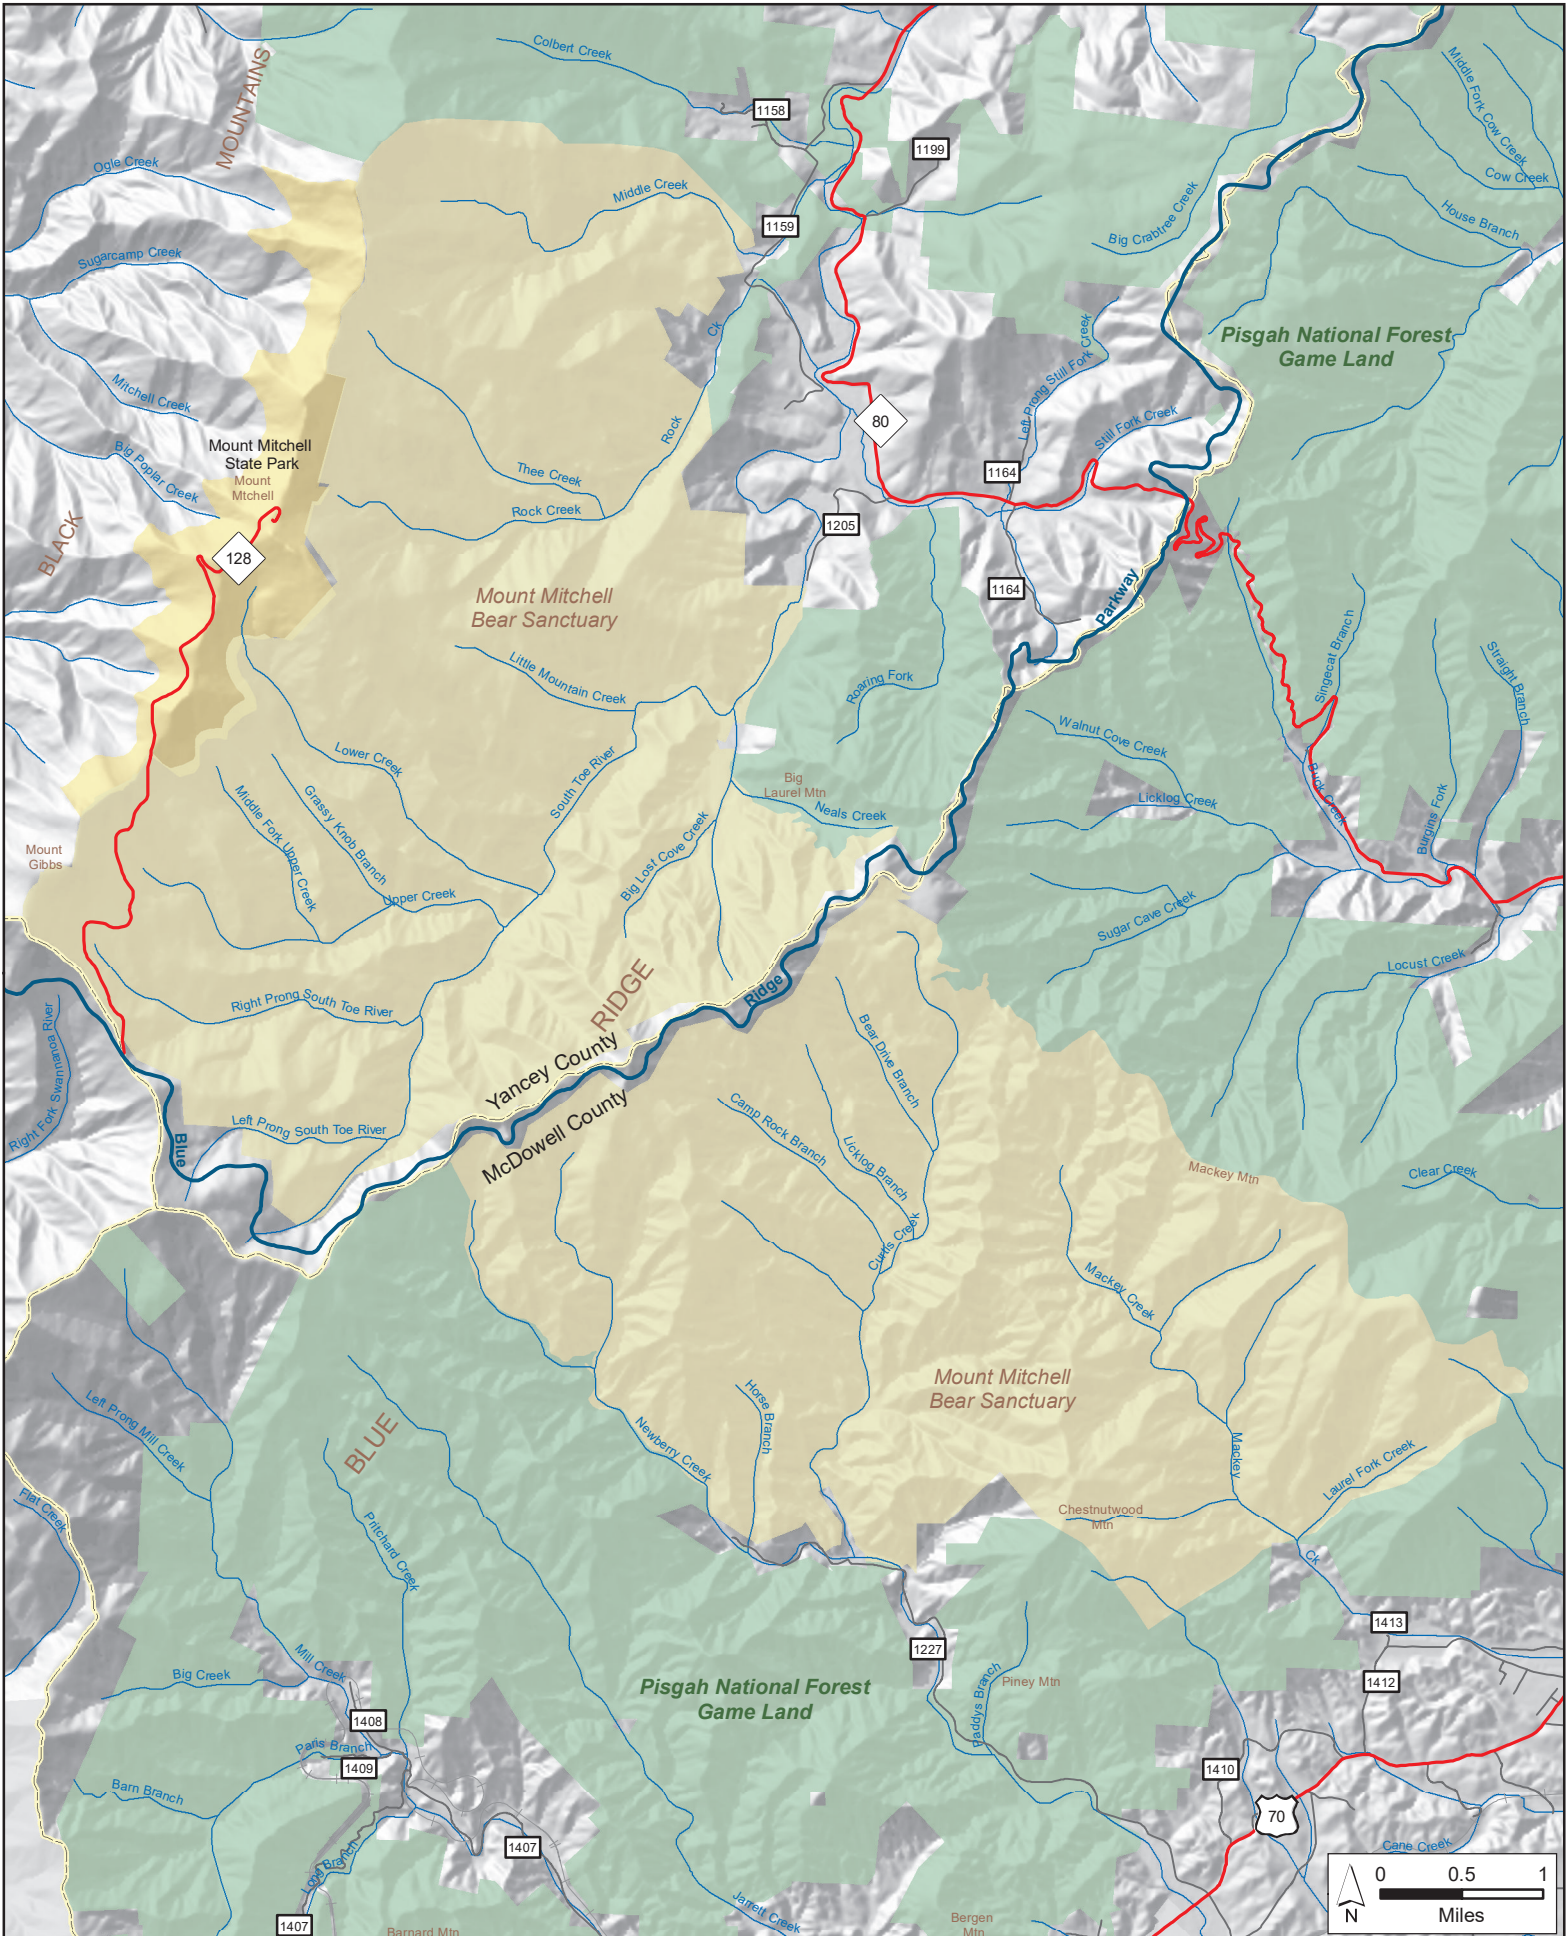 MOUNTAINS
Colbert Creek
1158
1199
Ogle Creek
Middle Creek
1159
Middle Fork Cow Creek
Cow Creek
House Branch
Big Crabtree Creek
Sugarcamp Creek
Pisgah National Forest
Game Land
Left Prong Still Fork Creek
Mitchell Creek
Big Poplar Creek
Mount Mitchell
State Park
Mount
Mtchell
Rock
Ck
80
Still Fork Creek
1164
Thee Creek
Rock Creek
1205
BLACK
128
1164
Parkway
Mount Mitchell
Bear Sanctuary
Singecat Branch
Straight Branch
Little Mountain Creek
Roaring Fork
Walnut Cove Creek
Lower Creek
South Toe River
Big
Laurel Mtn
Neals Creek
Licklog Creek
Buck Creek
Burgins Fork
Middle Fork Upper Creek
Grassy Knob Branch
Upper Creek
Big Lost Cove Creek
Mount
Gibbs
Sugar Cave Creek
Locust Creek
RIDGE
Ridge
Right Prong South Toe River
Right Fork Swannanoa River
Bear Drive Branch
Yancey County
McDowell County
Left Prong South Toe River
Blue
Camp Rock Branch
Licklog Branch
Curtis Creek
Mackey Mtn
Clear Creek
Mackey Creek
Mount Mitchell
Bear Sanctuary
Left Prong Mill Creek
BLUE
Newberry Creek
Horse Branch
Mackey
Laurel Fork Creek
Flat Creek
Pritchard Creek
Chestnutwood
Mtn
Ck
1413
1227
Mill Creek
Big Creek
Pisgah National Forest
Game Land
Paddys Branch
Piney Mtn
1412
1408
Paris Branch
1409
Barn Branch
1410
70
1407
Long Branch
Cane Creek
1407
Jarrett Creek
Barnard Mtn
Bergen
Mtn
0 0.5 1
Miles
N